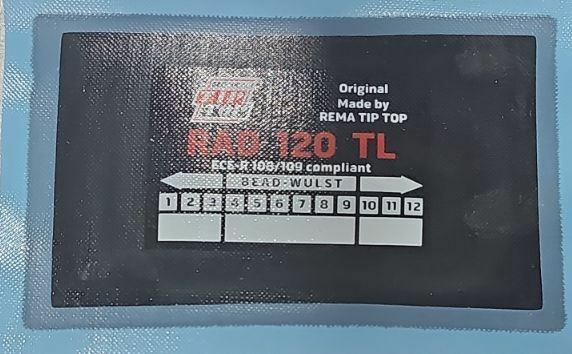 Original
Made by
REMA TIP TOP
RAD 120 TL
ECE-R 108/109 compliant
BEAD-WULST
1 2 3 4 5 6 7 8 9 10 11 12